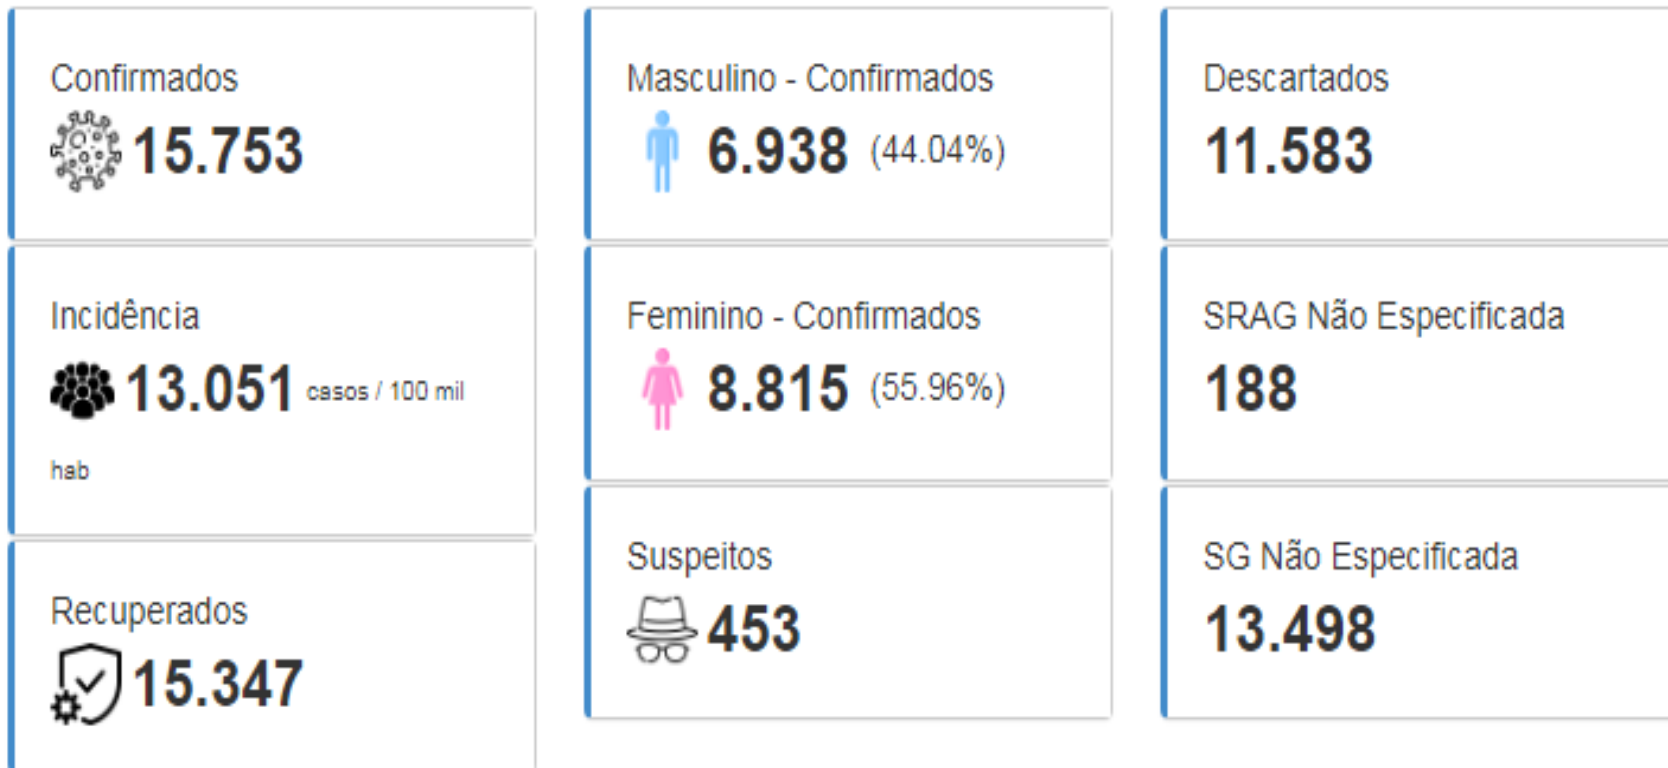 Confirmados
15.753
Incidência
13.051 casos / 100 mil
hab
Recuperados
15.347
Masculino - Confirmados
6.938 (44.04%)
Feminino - Confirmados
8.815 (55.96%)
Suspeitos
453
Descartados
11.583
SRAG Não Especificada
188
SG Não Especificada
13.498